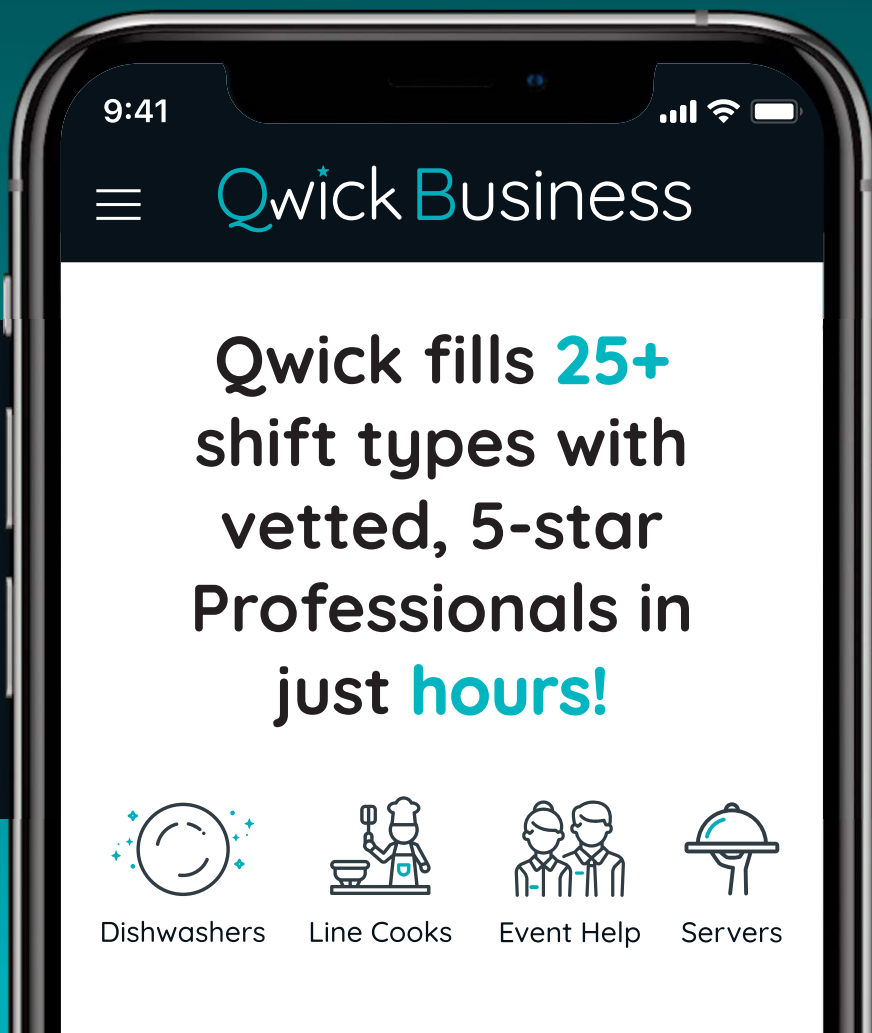 9:41
Qwick Business
Qwick fills 25+
shift types with
vetted, 5-star
Professionals in
just hours!
Dishwashers Line Cooks Event Help Servers